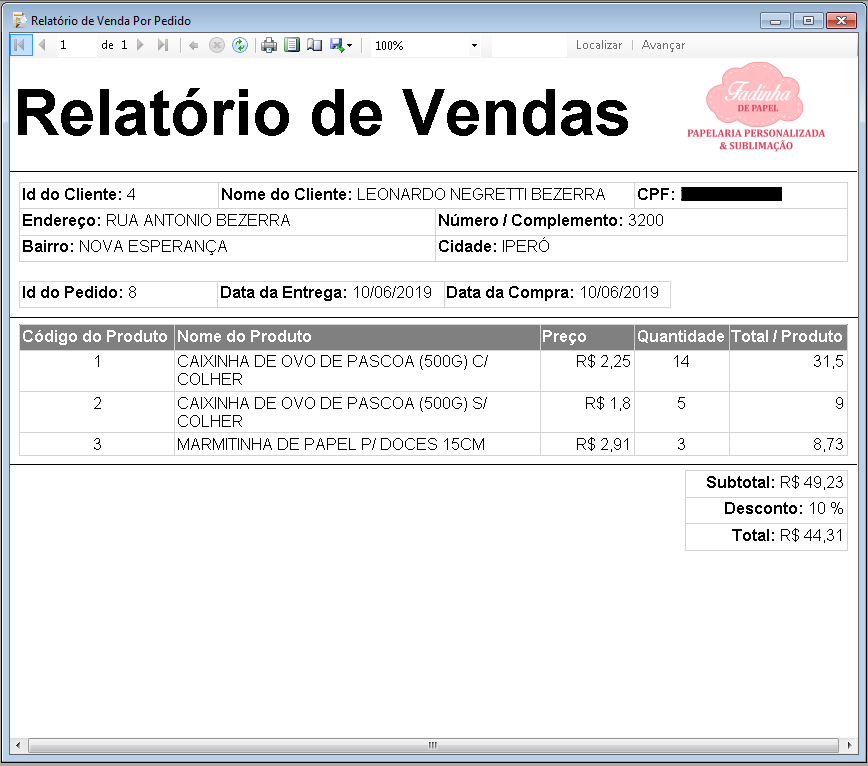 Relatório de Venda Por Pedido
1 de 1 100% Localizar | Avançar
Relatório de Vendas
Fadinha
DE PAPEL
PAPELARIA PERSONALIZADA
& SUBLIMAÇÃO
Id do Cliente: 4 Nome do Cliente: LEONARDO NEGRETTI BEZERRA CPF:
Endereço: RUA ANTONIO BEZERRA Número / Complemento: 3200
Bairro: NOVA ESPERANÇA Cidade: IPERÓ
Id do Pedido: 8 Data da Entrega: 10/06/2019 Data da Compra: 10/06/2019
Código do Produto Nome do Produto Preço Quantidade Total / Produto
1 CAIXINHA DE OVO DE PASCOA (500G) C/ R$ 2,25 14 31,5
COLHER
2 CAIXINHA DE OVO DE PASCOA (500G) S/ R$ 1,8 5 9
COLHER
3 MARMITINHA DE PAPEL P/ DOCES 15CM R$ 2,91 3 8,73
Subtotal: R$ 49,23
Desconto: 10 %
Total: R$ 44,31